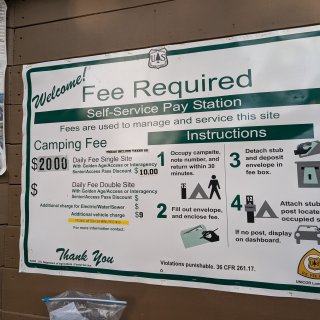 Welcome!
US
Fee Required
Self-Service Pay Station
Fees are used to manage and service this site
Instructions
Camping Fee
$2000 Daily Fee Single Site
With Golden Age/Access or Interagency
Senior/Access Pass Discount $10.00
$ Daily Fee Double Site
With Golden Age/Access or Interagency
Senior/Access Pass Discount $
Additional charge for Electric/Water/Sewer $
Additional vehicle charge $9
1 Occupy campsite,
note number, and
return within 30
minutes.
2 Fill out envelope,
and enclose fee.
3 Detach stub
and deposit
envelope in
fee box.
4 Attach stub
post locate
occupied s
If no post, display
on dashboard.
Thank You
Violations punishable. 36 CFR 261.17.